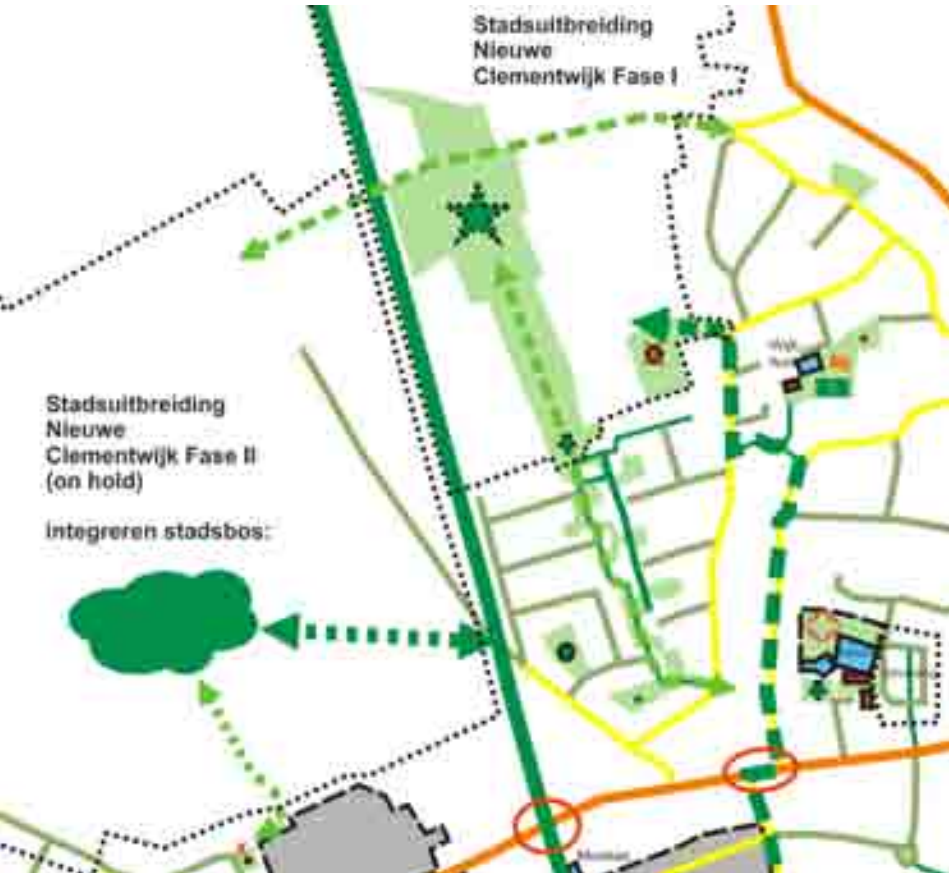 Stadsuitbreiding
Nieuwe
Clementwijk Fase I
Stadsuitbreiding
Nieuwe
Clementwijk Fase II
(on hold)
integreren stadsbos: